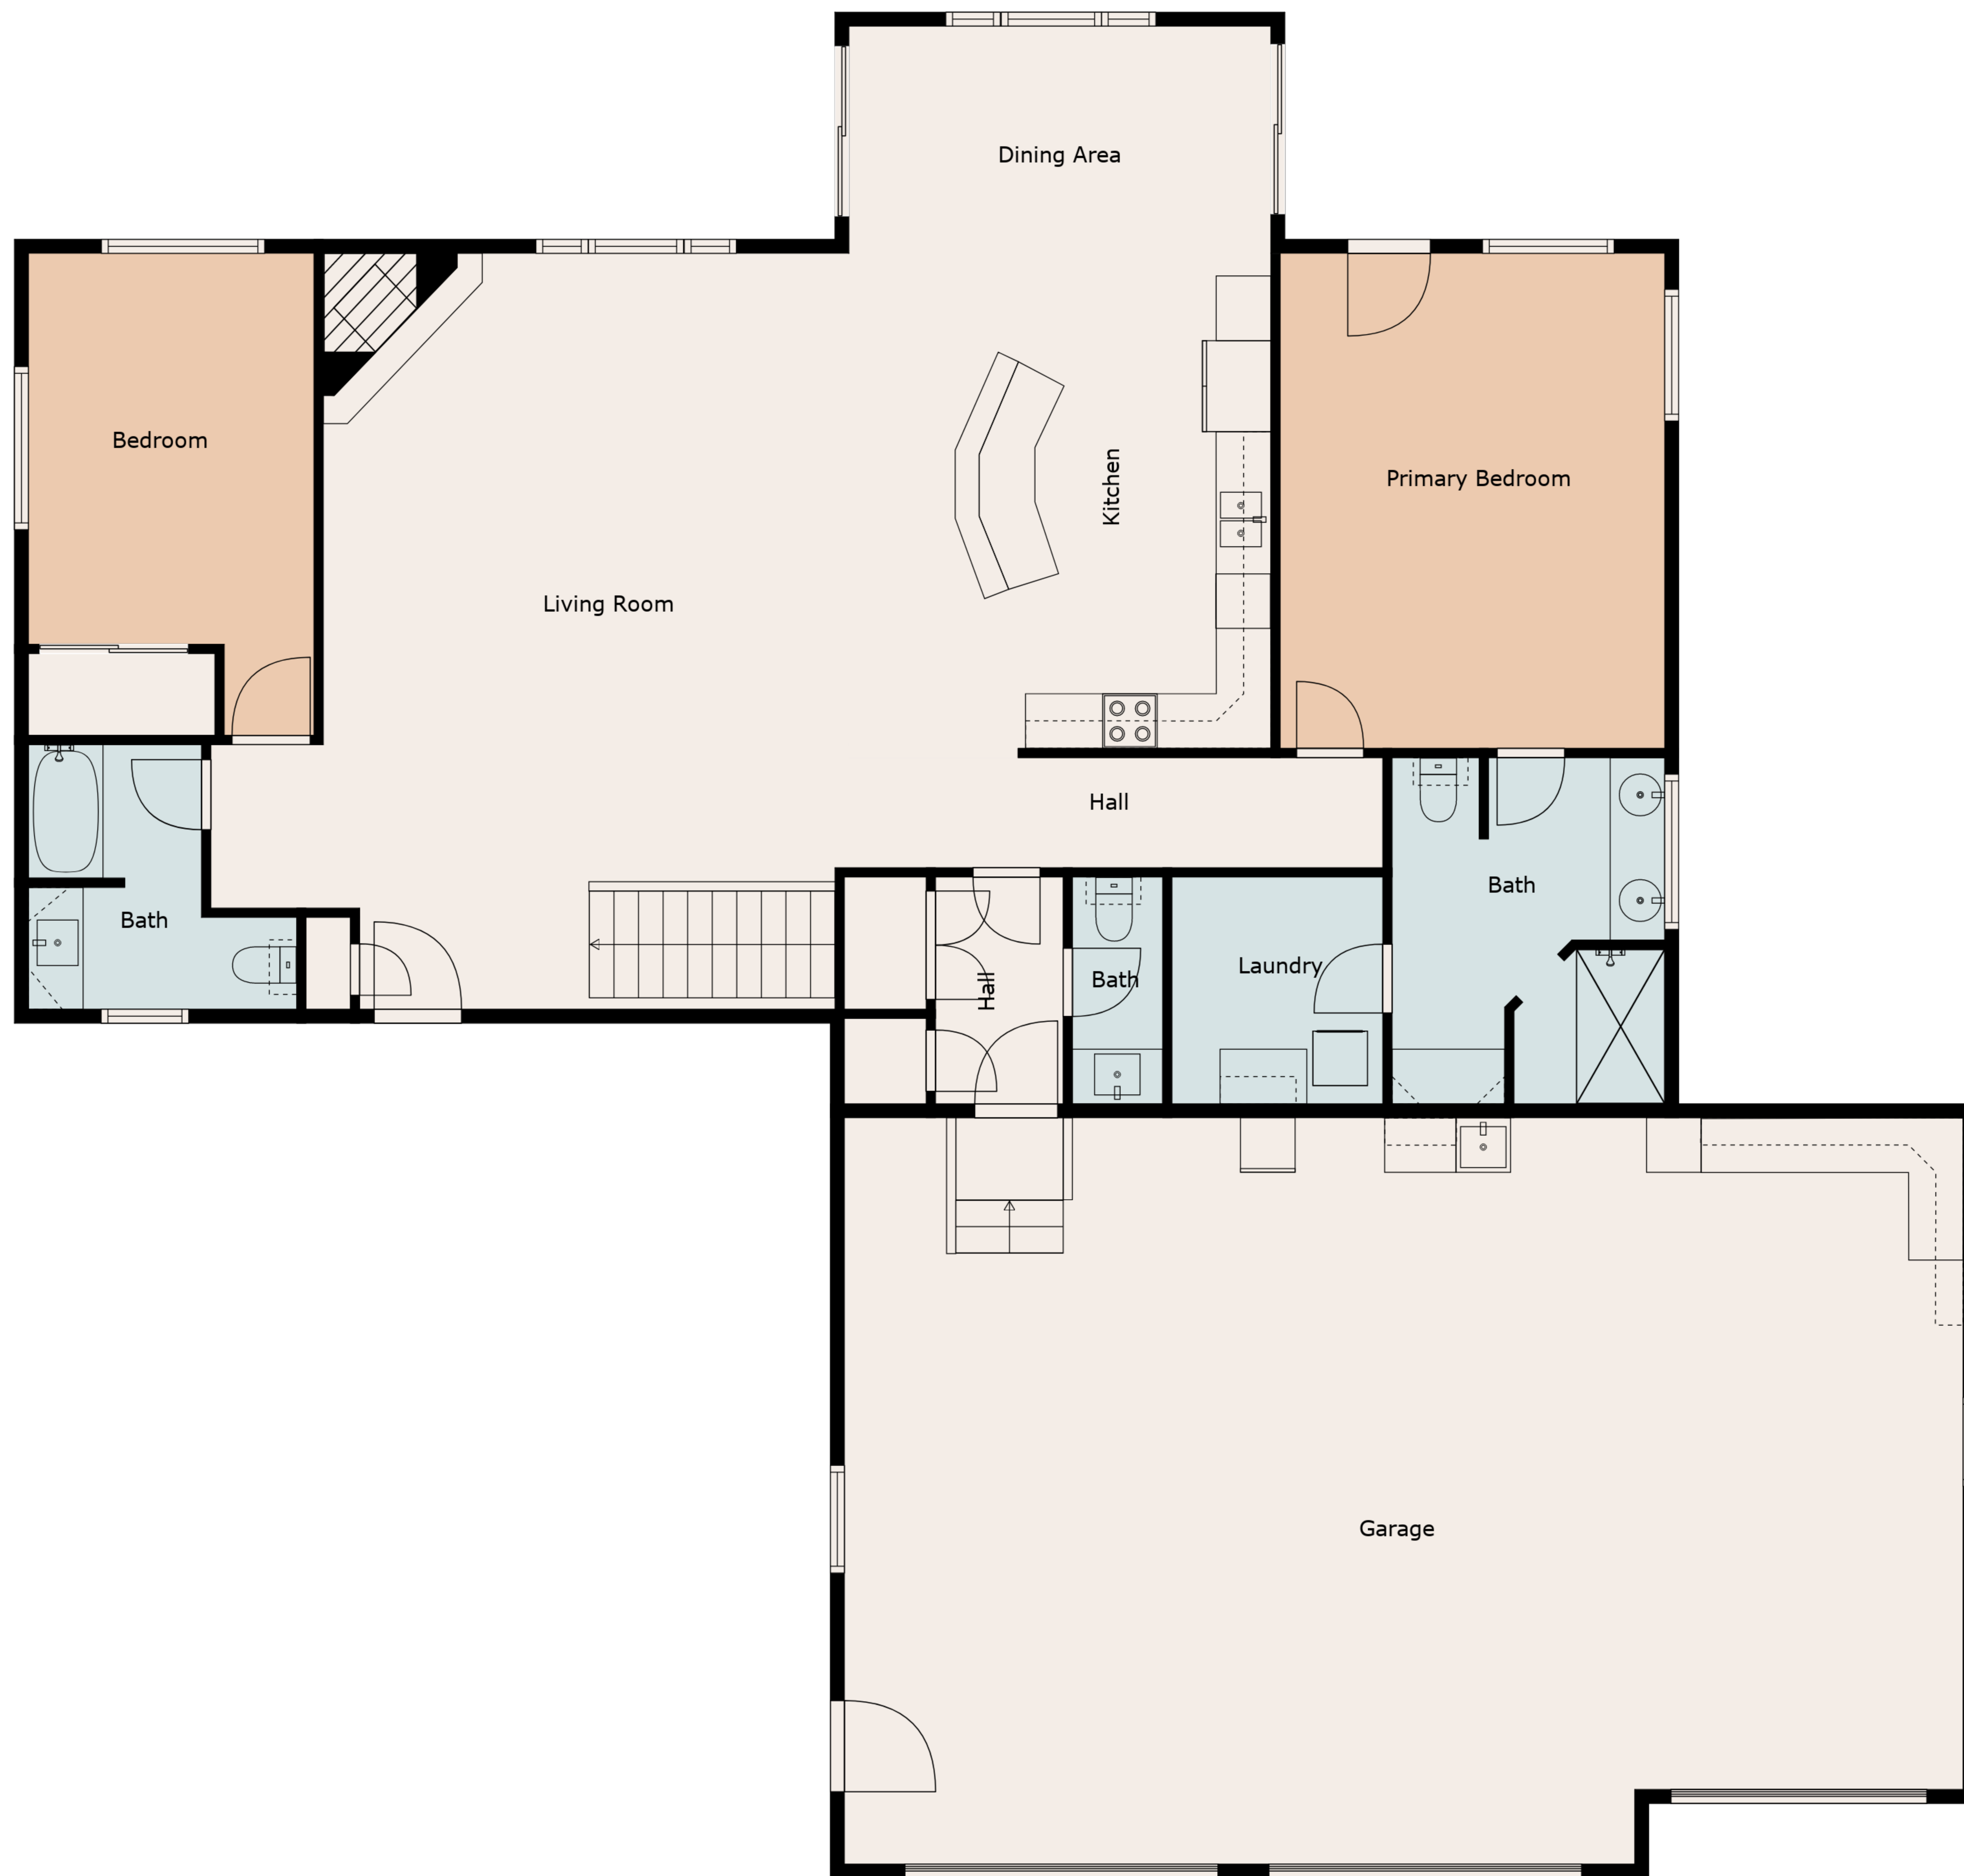 Dining Area
Bedroom
Primary Bedroom
Kitchen
Living Room
Hall
Bath
Bath
Laundry
Bath
Hall
Garage